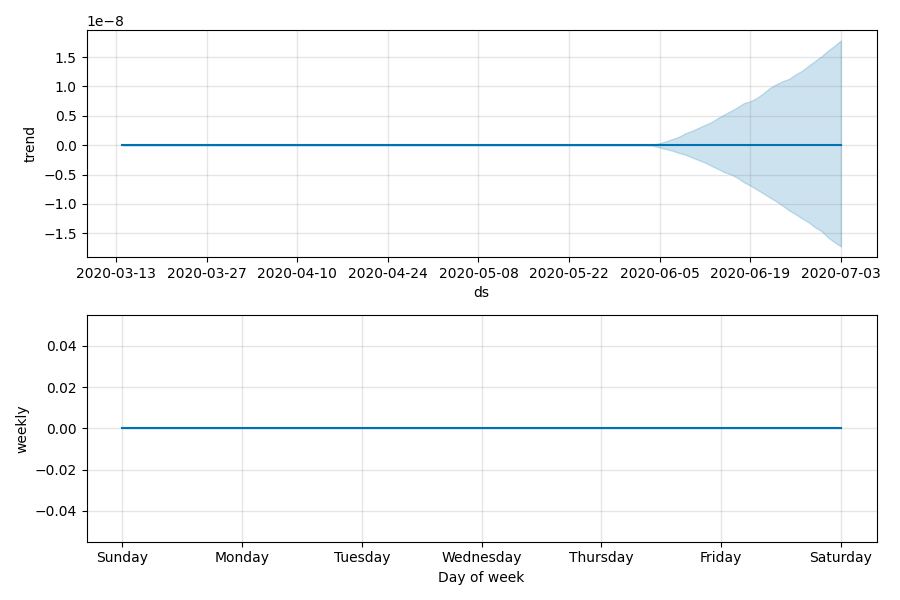 1e−8
1.5
1.0
0.5
0.0
−0.5
−1.0
−1.5
trend
2020-03-13 2020-03-27 2020-04-10 2020-04-24 2020-05-08 2020-05-22 2020-06-05 2020-06-19 2020-07-03
ds
0.04
0.02
0.00
−0.02
−0.04
weekly
Sunday Monday Tuesday Wednesday Thursday Friday Saturday
Day of week